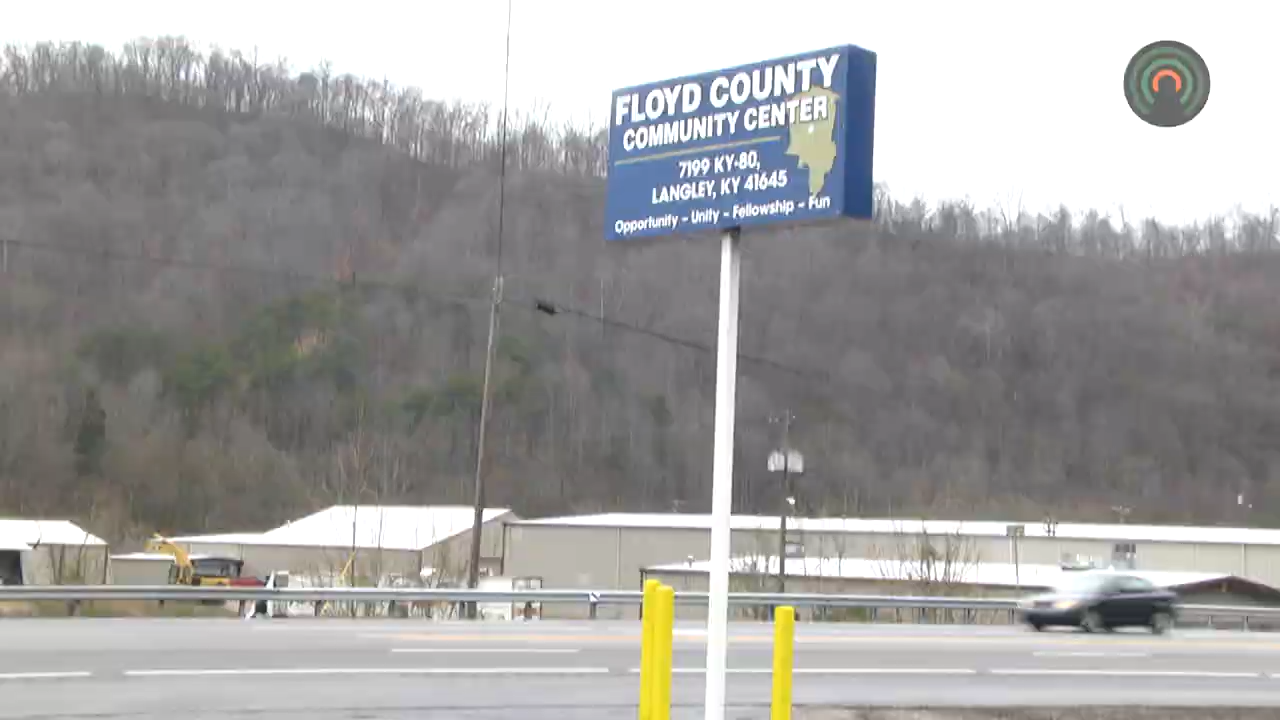 FLOYD COUNTY
COMMUNITY CENTER
7199 KY-80,
LANGLEY, KY 41645
Opportunity - Unity - Fellowship - Fun